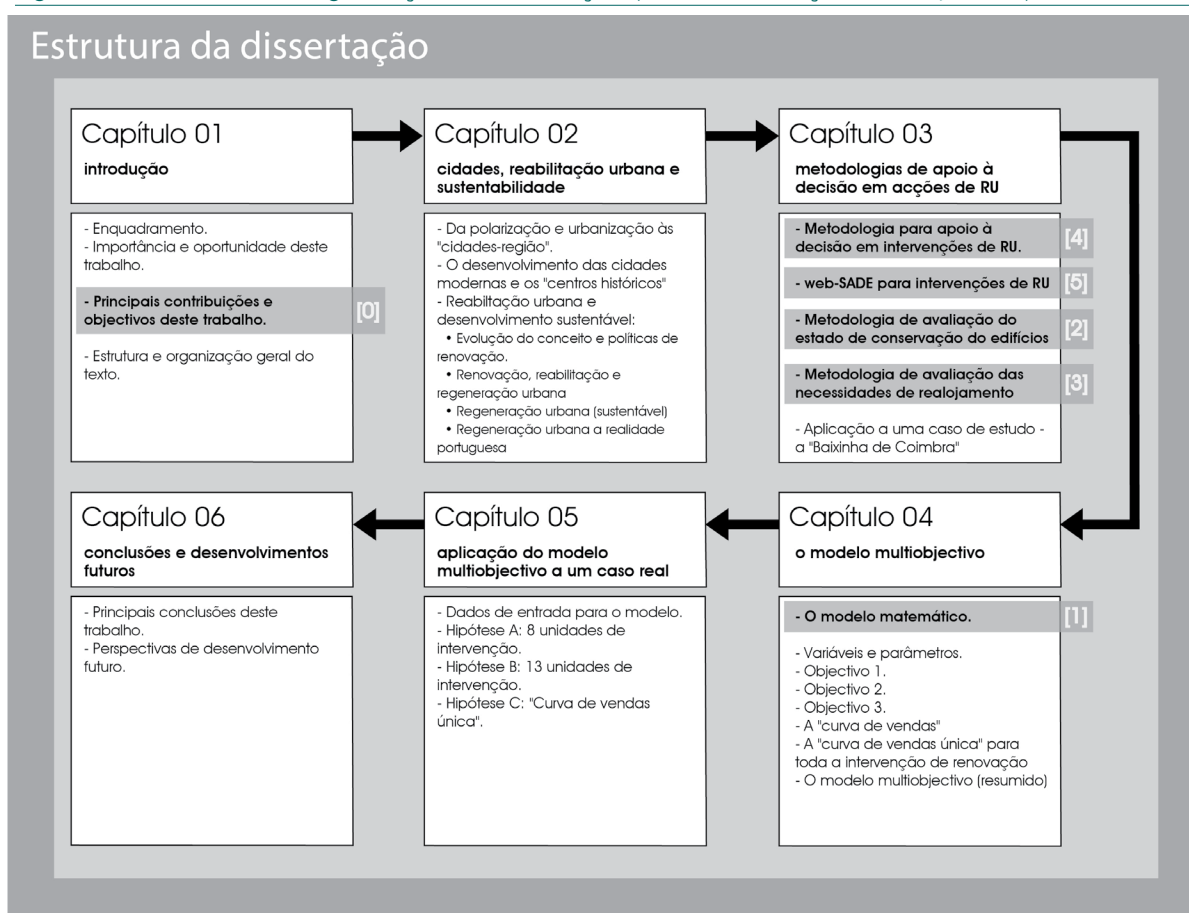 Estrutura da dissertação
Capítulo 01
introdução
- Enquadramento.
- Importância e oportunidade deste
trabalho.
- Principais contribuições e
objectivos deste trabalho.
[0]
- Estrutura e organização geral do
texto.
Capítulo 02
cidades, reabilitação urbana e
sustentabilidade
- Da polarização e urbanização às
"cidades-região".
- O desenvolvimento das cidades
modernas e os "centros históricos"
- Reabiltação urbana e
desenvolvimento sustentável:
• Evolução do conceito e políticas de
renovação.
• Renovação, reabilitação e
regeneração urbana
• Regeneração urbana (sustentável)
• Regeneração urbana a realidade
portuguesa
Capítulo 03
metodologias de apoio à
decisão em acções de RU
- Metodologia para apoio à
decisão em intervenções de RU.
[4]
- web-SADE para intervenções de RU
[5]
- Metodologia de avaliação do
estado de conservação do edifícios
[2]
- Metodologia de avaliação das
necessidades de realojamento
[3]
- Aplicação a uma caso de estudo -
a "Baixinha de Coimbra"
Capítulo 04
o modelo multiobjectivo
- O modelo matemático.
[1]
- Variáveis e parâmetros.
- Objectivo 1.
- Objectivo 2.
- Objectivo 3.
- A "curva de vendas"
- A "curva de vendas única" para
toda a intervenção de renovação
- O modelo multiobjectivo (resumido)
Capítulo 05
aplicação do modelo
multiobjectivo a um caso real
- Dados de entrada para o modelo.
- Hipótese A: 8 unidades de
intervenção.
- Hipótese B: 13 unidades de
intervenção.
- Hipótese C: "Curva de vendas
única".
Capítulo 06
conclusões e desenvolvimentos
futuros
- Principais conclusões deste
trabalho.
- Perspectivas de desenvolvimento
futuro.